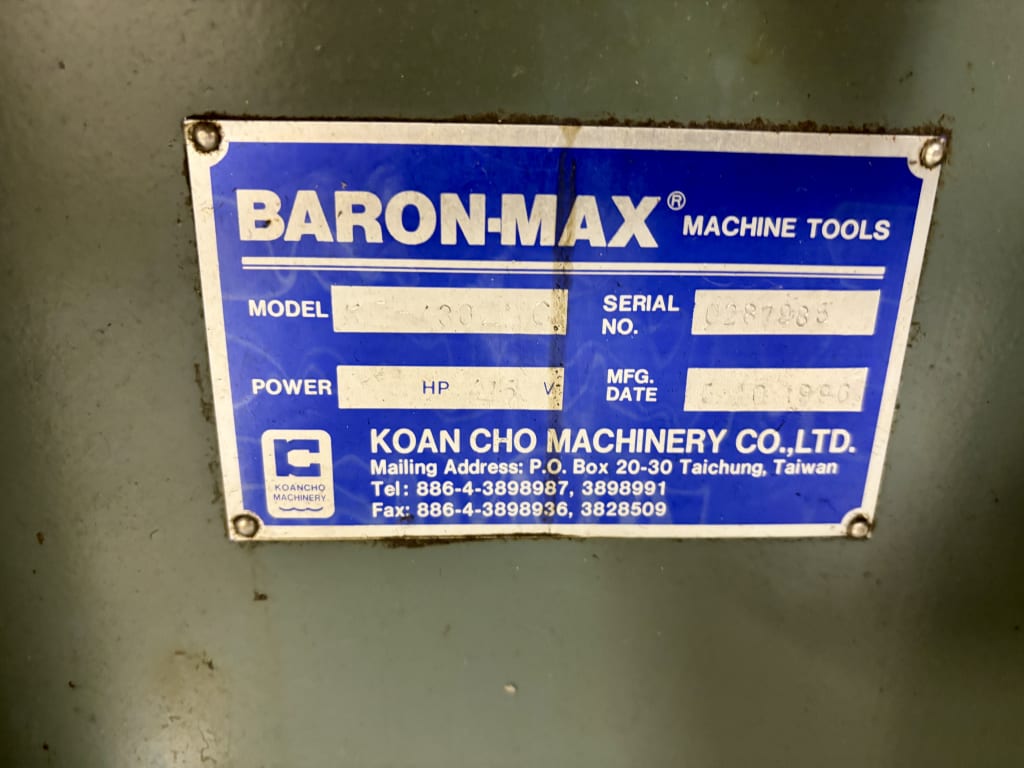 BARON-MAX® MACHINE TOOLS
MODEL
SERIAL NO.
POWER HP V
MFG. DATE
KOANCHO MACHINERY
KOAN CHO MACHINERY CO.,LTD.
Mailing Address: P.O. Box 20-30 Taichung, Taiwan
Tel: 886-4-3898987, 3898991
Fax: 886-4-3898936, 3828509